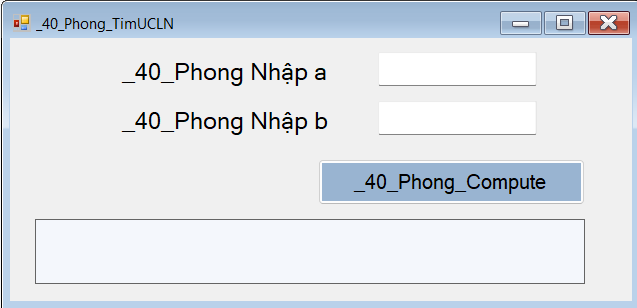 _40_Phong_TimUCLN
_40_Phong Nhập a
_40_Phong Nhập b
_40_Phong_Compute